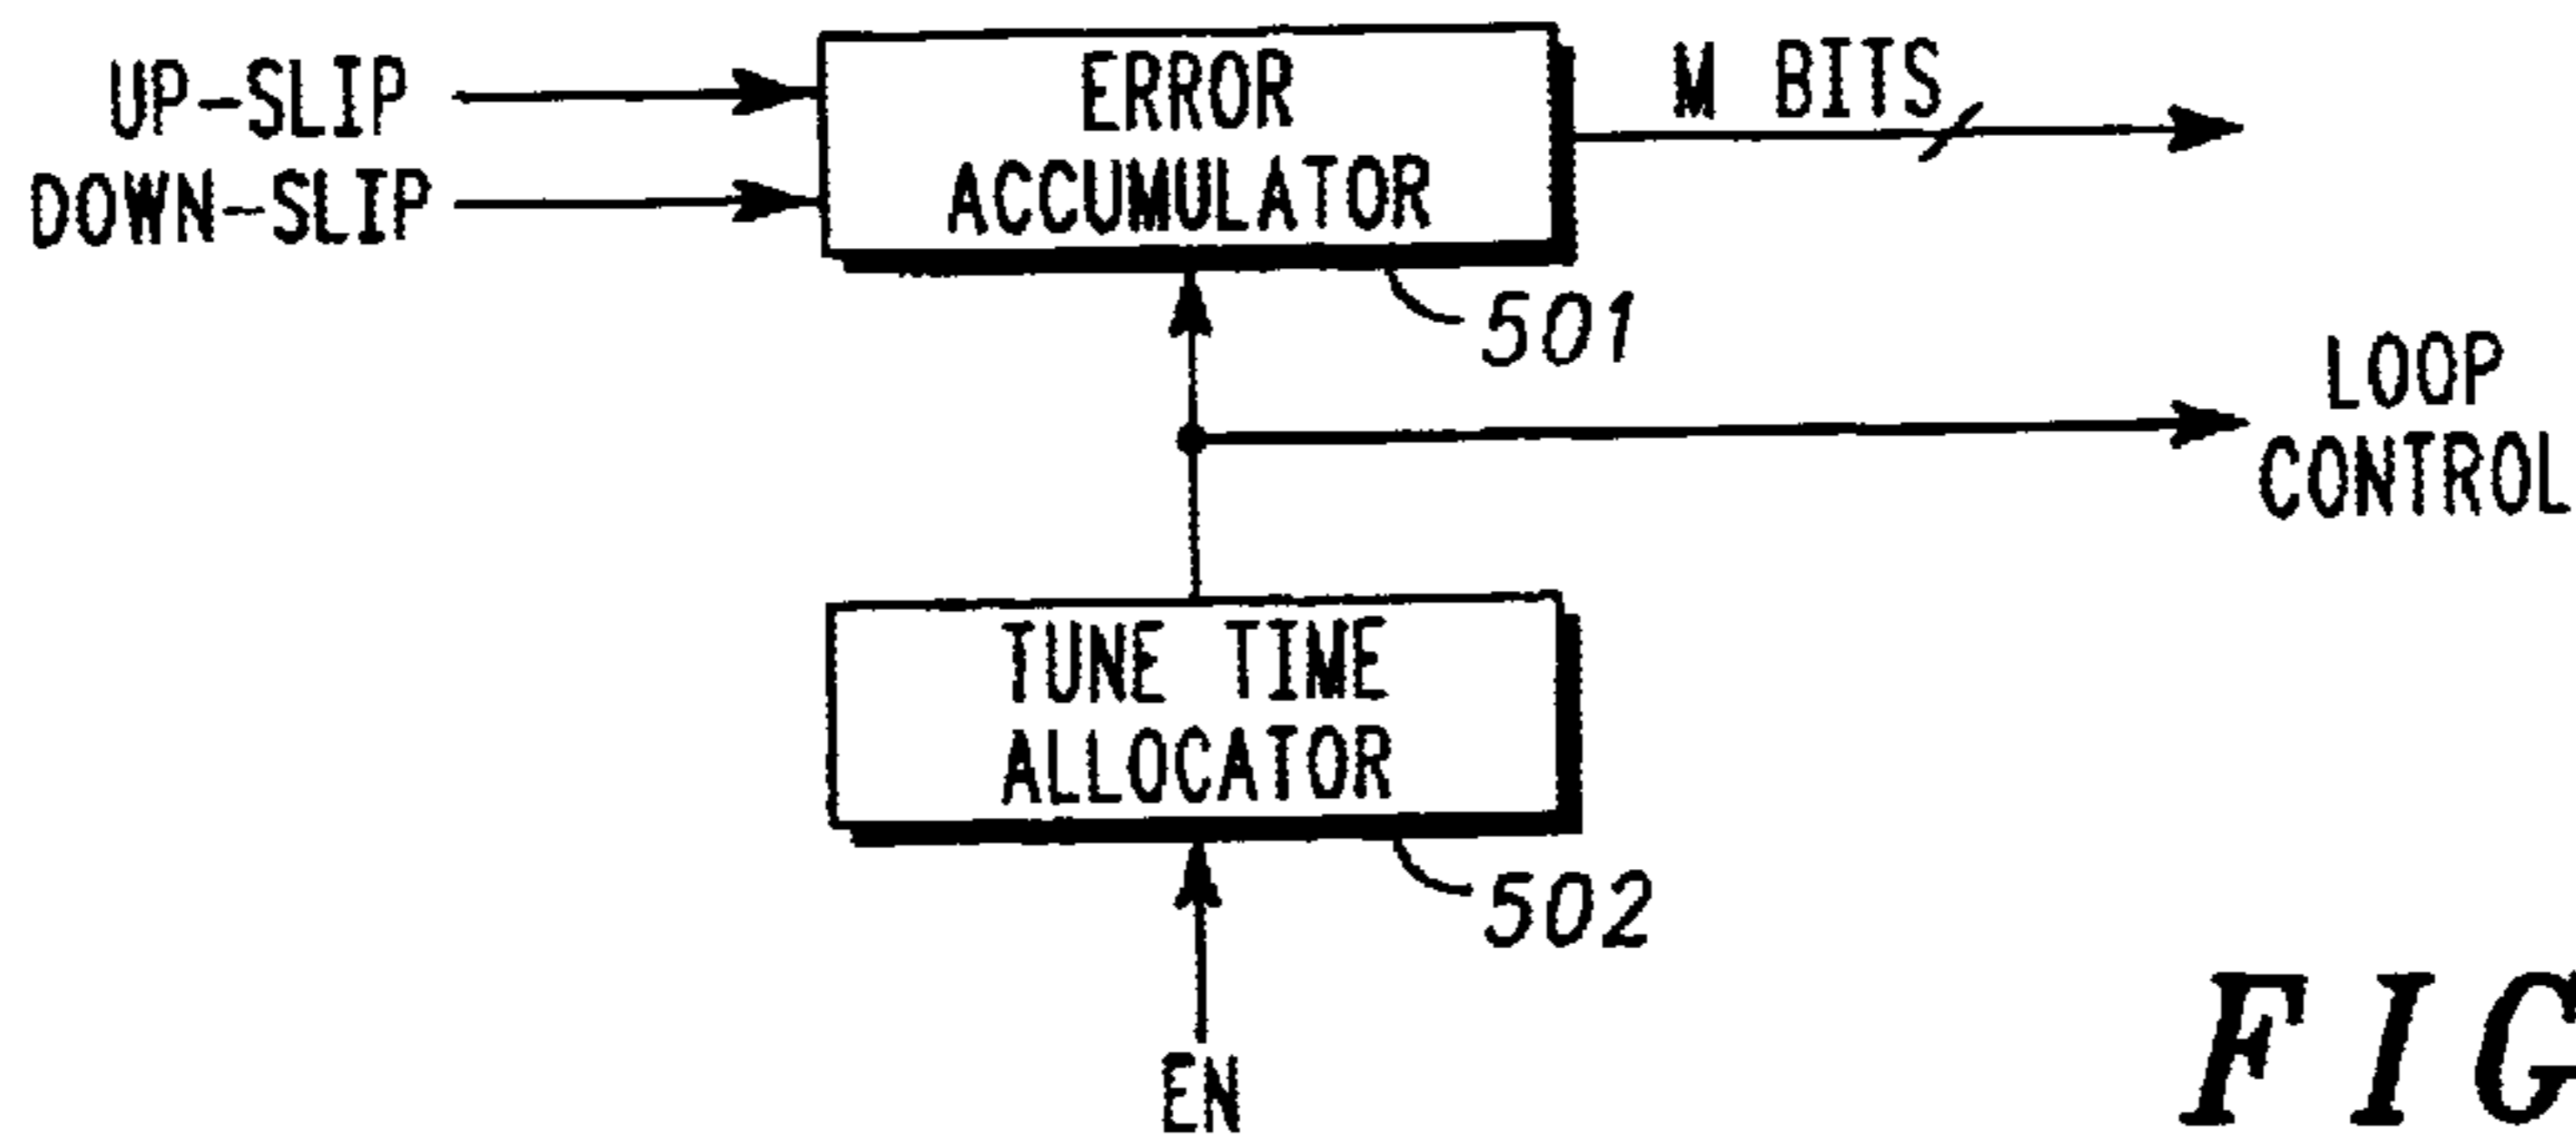 UP-SLIP
DOWN-SLIP
ERROR
ACCUMULATOR
M BITS
501
LOOP
CONTROL
TUNE TIME
ALLOCATOR
502
EN
FIG